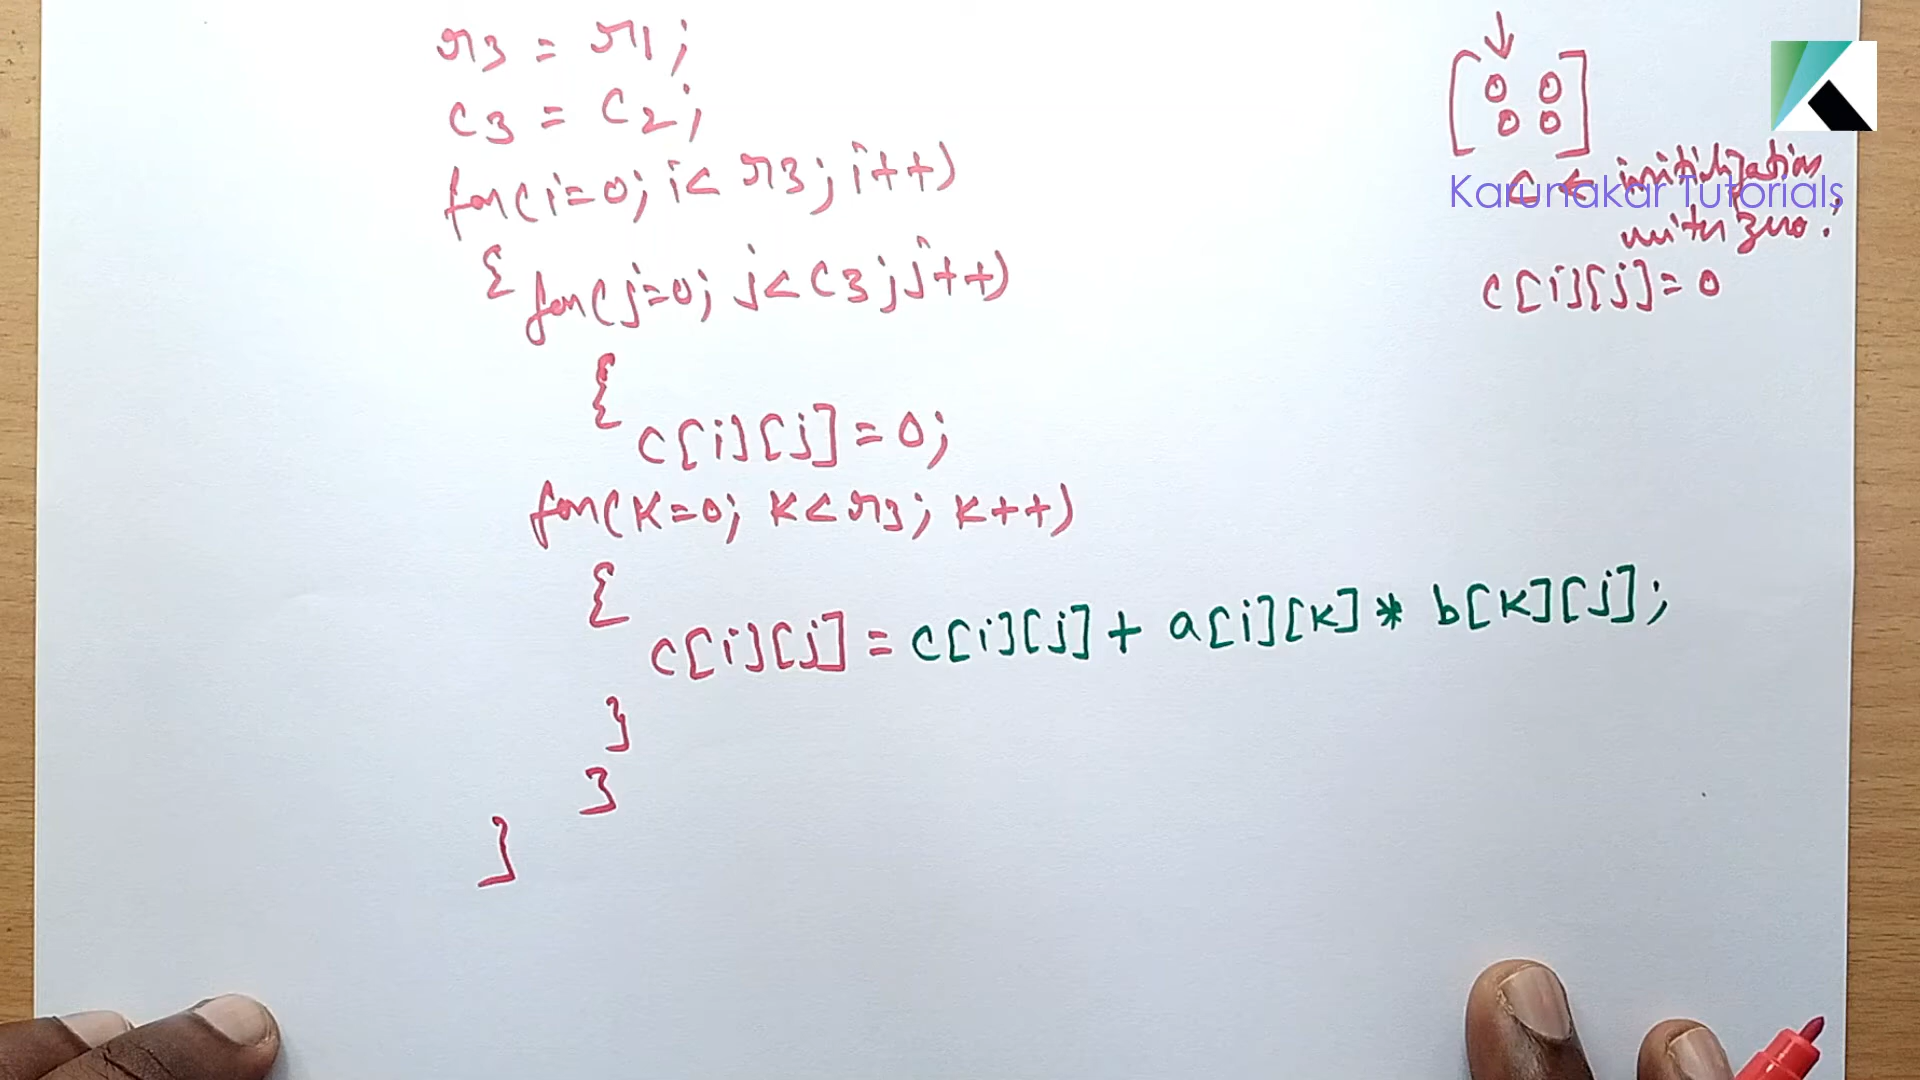 r3 = r1;
c3 = c2;
for(i=0; i< r3; i++)
{ for(j=0; j<c3; j++)
{
c[i][j]=0;
for(k=0; k<r3; k++)
{
c[i][j]=c[i][j]+ a[i][k]* b[k][j];
}
}
}
[0 0
0 0]
Karunakar Tutorials
C ← initilization
with zero.
c[i][j]=0